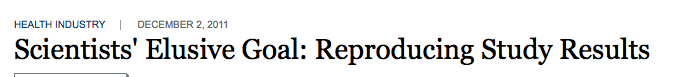 HEALTH INDUSTRY | DECEMBER 2, 2011
Scientists' Elusive Goal: Reproducing Study Results